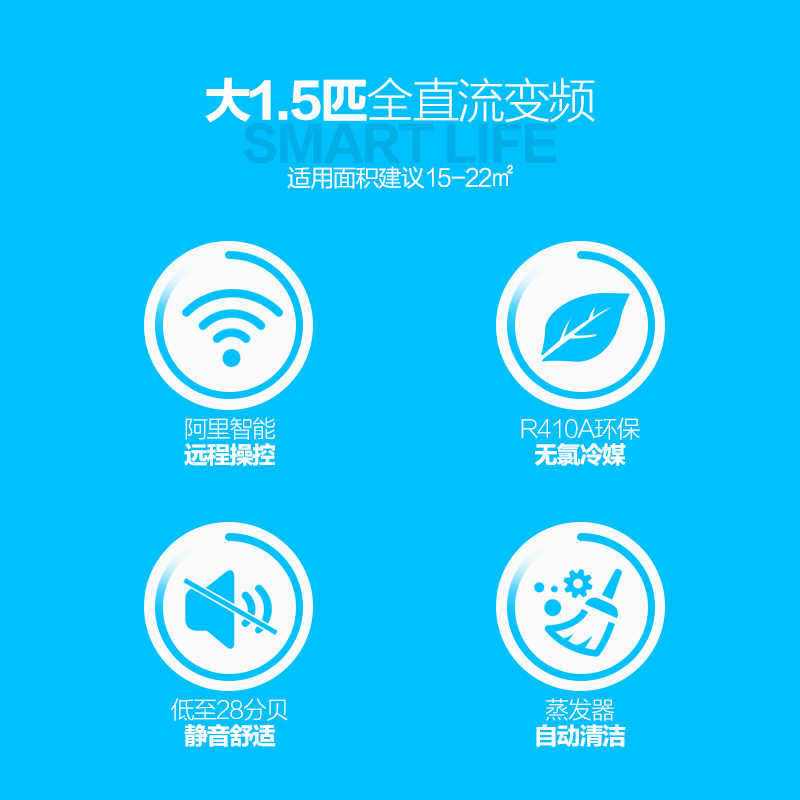 大1.5匹全直流变频
SMART LIFE
适用面积建议15-22㎡
阿里智能
远程操控
R410A环保
无氯冷媒
低至28分贝
静音舒适
蒸发器
自动清洁